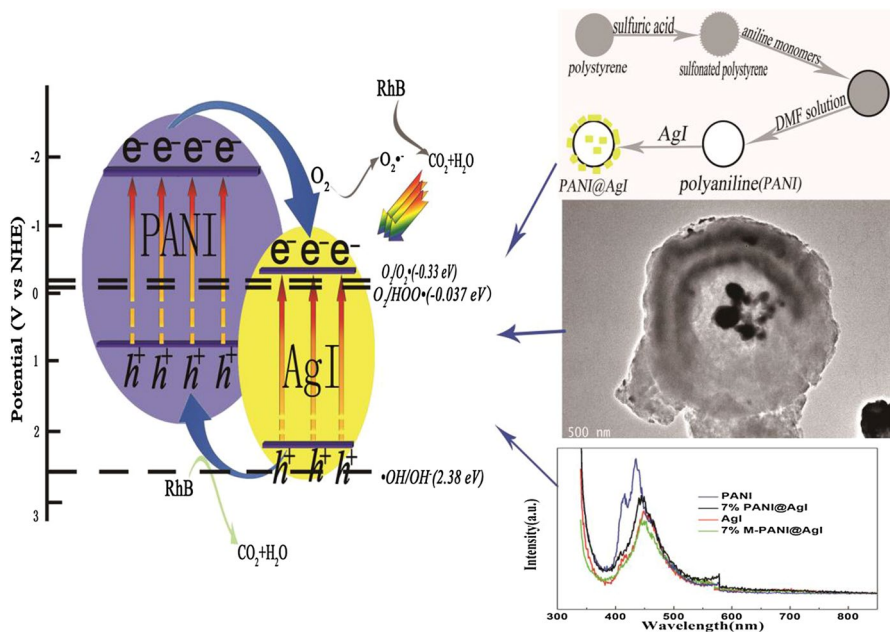 Potential (V vs NHE)
-2
-1
0
1
2
3
e⁻ e⁻ e⁻ e⁻
PANI
h⁺ h⁺ h⁺ h⁺
e⁻ e⁻ e⁻
AgI
h⁺ h⁺ h⁺
RhB
O₂
O₂•⁻
CO₂+H₂O
O₂/O₂•(-0.33 eV)
O₂/HOO•(-0.037 eV)
•OH/OH⁻(2.38 eV)
RhB
CO₂+H₂O
sulfuric acid
aniline monomers
polystyrene
sulfonated polystyrene
DMF solution
AgI
PANI@AgI
polyaniline(PANI)
500 nm
Intensity(a.u.)
PANI
7% PANI@AgI
AgI
7% M-PANI@AgI
300 400 500 600 700 800
Wavelength(nm)